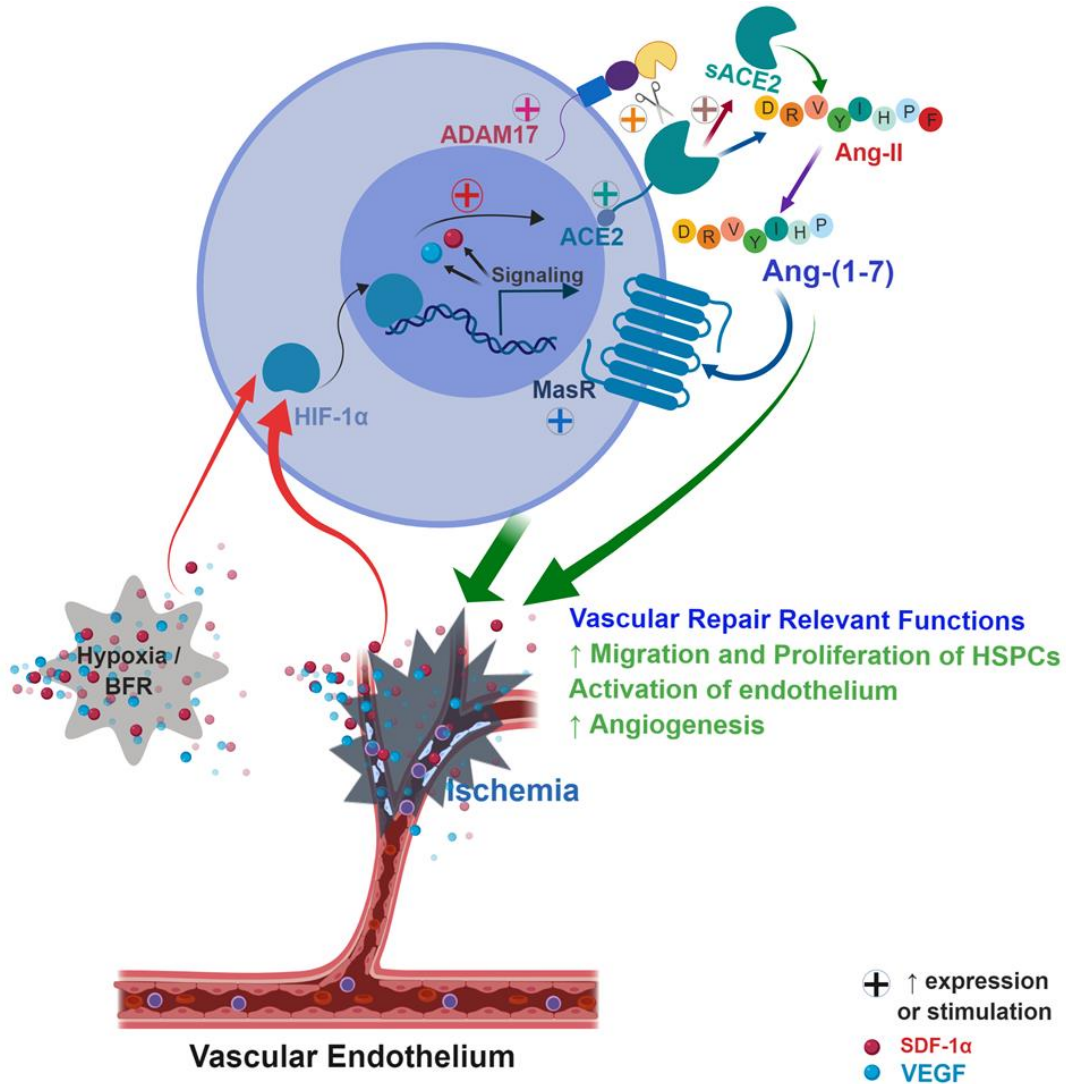 sACE2
D R V Y I H P F
Ang-II
ADAM17
ACE2
D R V Y I H P
Ang-(1-7)
Signaling
MasR
HIF-1α
Hypoxia /
BFR
Vascular Repair Relevant Functions
↑ Migration and Proliferation of HSPCs
Activation of endothelium
↑ Angiogenesis
Ischemia
Vascular Endothelium
↑ expression
or stimulation
SDF-1α
VEGF